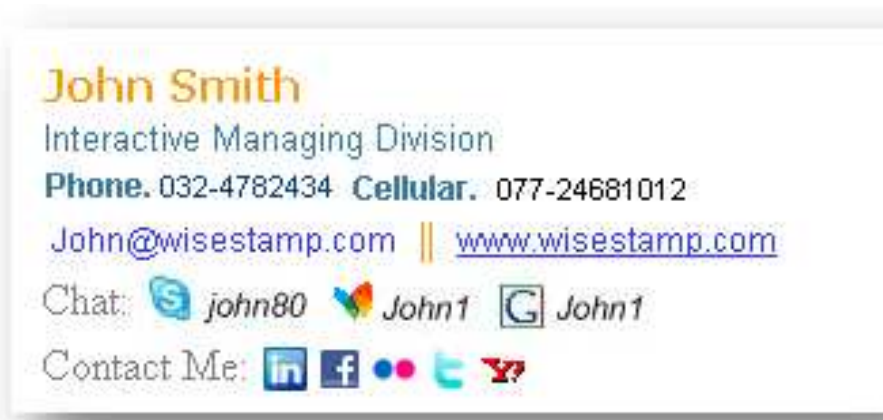 John Smith
Interactive Managing Division
Phone. 032-4782434 Cellular. 077-24681012
John@wisestamp.com || www.wisestamp.com
Chat: S john80 John1 G John1
Contact Me: in f t Y?